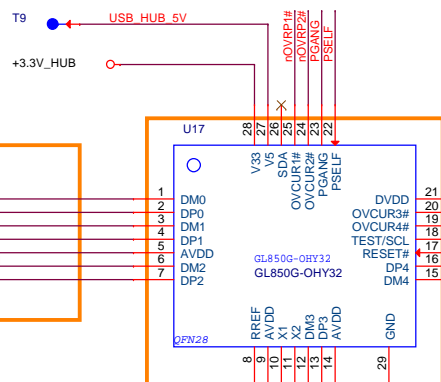 T9
USB_HUB_5V
+3.3V_HUB
nOVRP1#
nOVRP2#
PGANG
PSELF
U17
28
27
26
25
24
23
22
V33
V5
SDA
OVCUR1#
OVCUR2#
PGANG
PSELF
1 DM0
2 DP0
3 DM1
4 DP1
5 AVDD
6 DM2
7 DP2
DVDD 21
OVCUR3# 20
OVCUR4# 19
TEST/SCL 18
RESET# 17
DP4 16
DM4 15
GL850G-OHY32
GL850G-OHY32
QFN28
RREF
AVDD
X1
X2
DM3
DP3
AVDD
GND
8
9
10
11
12
13
14
29